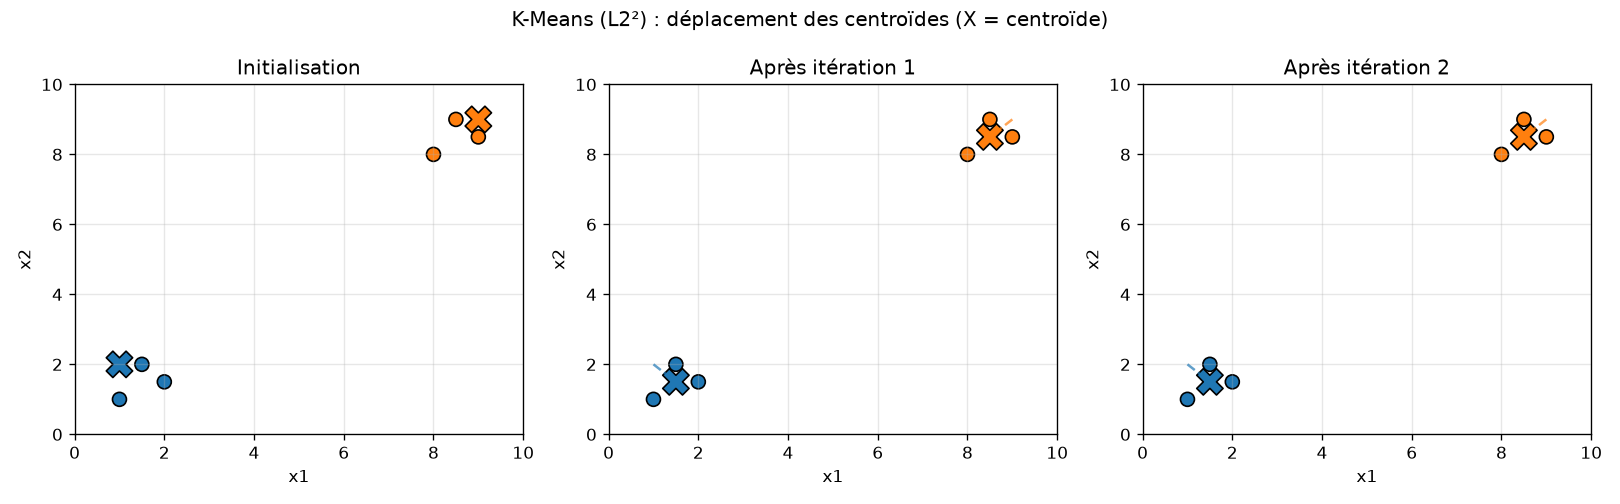 K-Means (L2²) : déplacement des centroïdes (X = centroïde)
Initialisation
10
8
6
4
2
0
x2
0 2 4 6 8 10
x1
Après itération 1
10
8
6
4
2
0
x2
0 2 4 6 8 10
x1
Après itération 2
10
8
6
4
2
0
x2
0 2 4 6 8 10
x1